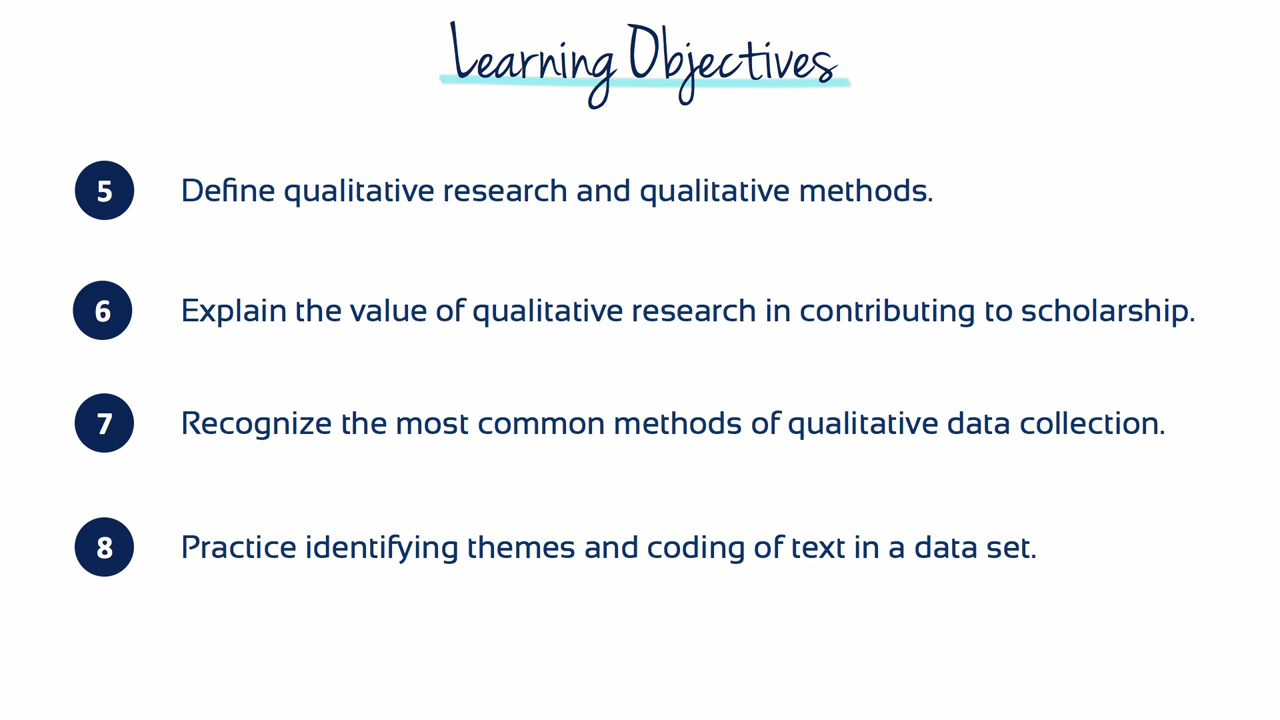 Learning Objectives
5 Define qualitative research and qualitative methods.
6 Explain the value of qualitative research in contributing to scholarship.
7 Recognize the most common methods of qualitative data collection.
8 Practice identifying themes and coding of text in a data set.